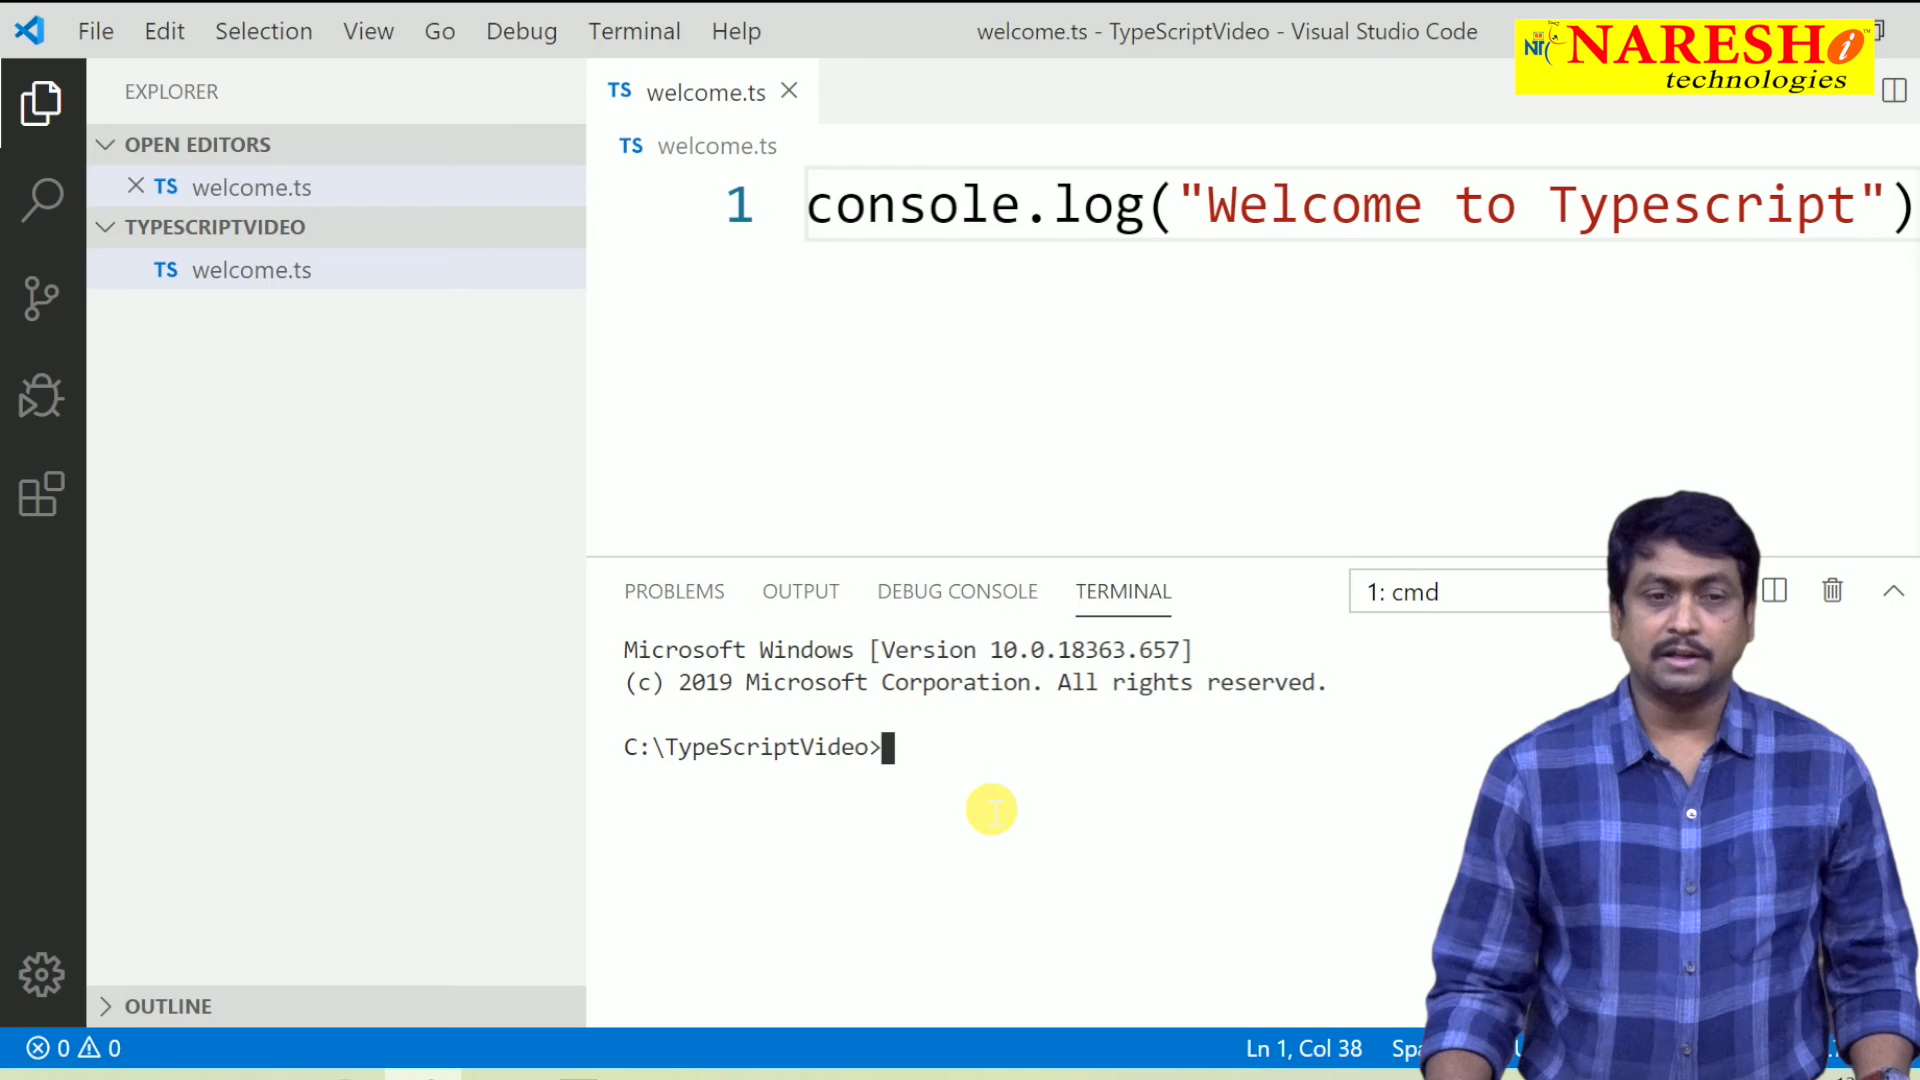 File Edit Selection View Go Debug Terminal Help
welcome.ts - TypeScriptVideo - Visual Studio Code
NARESH i
technologies
EXPLORER
OPEN EDITORS
TS welcome.ts
TYPESCRIPTVIDEO
TS welcome.ts
TS welcome.ts
TS welcome.ts
1 console.log("Welcome to Typescript")
PROBLEMS OUTPUT DEBUG CONSOLE TERMINAL
1: cmd
Microsoft Windows [Version 10.0.18363.657]
(c) 2019 Microsoft Corporation. All rights reserved.
C:\TypeScriptVideo>
OUTLINE
0 0
Ln 1, Col 38